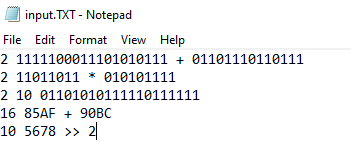 input.TXT - Notepad
File Edit Format View Help
2 1111100011101010111 + 01101110110111
2 11011011 * 010101111
2 10 01101010111110111111
16 85AF + 90BC
10 5678 >> 2